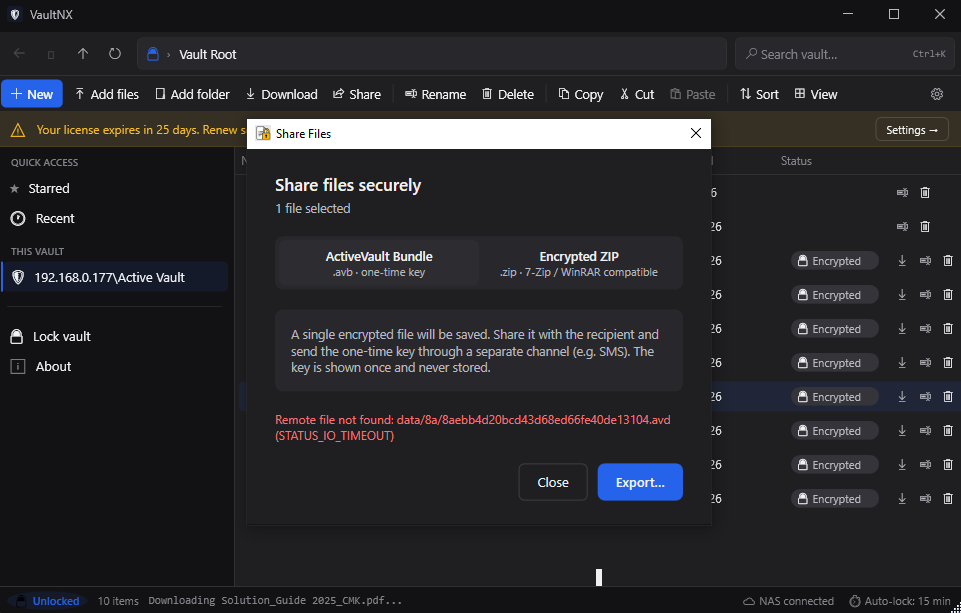 VaultNX
Vault Root
Search vault...
Ctrl+K
New
Add files
Add folder
Download
Share
Rename
Delete
Copy
Cut
Paste
Sort
View
Your license expires in 25 days. Renew
Settings →
QUICK ACCESS
Starred
Recent
THIS VAULT
192.168.0.177\Active Vault
Lock vault
About
Share Files
Share files securely
1 file selected
ActiveVault Bundle
.avb · one-time key
Encrypted ZIP
.zip · 7-Zip / WinRAR compatible
A single encrypted file will be saved. Share it with the recipient and
send the one-time key through a separate channel (e.g. SMS). The
key is shown once and never stored.
Remote file not found: data/8a/8aebb4d20bcd43d68ed66fe40de13104.avd
(STATUS_IO_TIMEOUT)
Close
Export...
Status
6
26
26 Encrypted
26 Encrypted
26 Encrypted
26 Encrypted
26 Encrypted
26 Encrypted
26 Encrypted
26 Encrypted
Unlocked
10 items
Downloading Solution_Guide 2025_CMK.pdf...
NAS connected
Auto-lock: 15 min